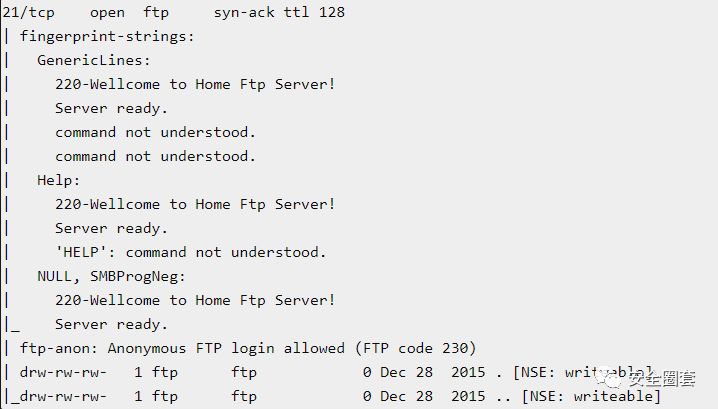 21/tcp    open  ftp     syn-ack ttl 128
| fingerprint-strings:
|   GenericLines:
|     220-Wellcome to Home Ftp Server!
|     Server ready.
|     command not understood.
|     command not understood.
|   Help:
|     220-Wellcome to Home Ftp Server!
|     Server ready.
|     'HELP': command not understood.
|   NULL, SMBProgNeg:
|     220-Wellcome to Home Ftp Server!
|_    Server ready.
| ftp-anon: Anonymous FTP login allowed (FTP code 230)
| drw-rw-rw-   1 ftp      ftp            0 Dec 28  2015 . [NSE: writeable]
|_drw-rw-rw-   1 ftp      ftp            0 Dec 28  2015 .. [NSE: writeable]
安全圈套